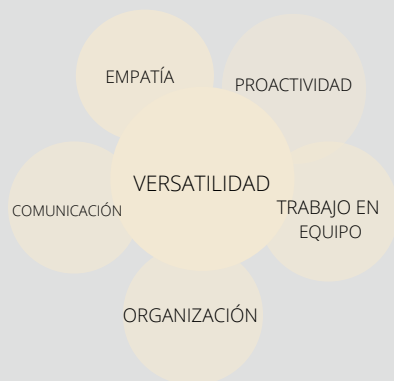 EMPATÍA
PROACTIVIDAD
VERSATILIDAD
COMUNICACIÓN
TRABAJO EN
EQUIPO
ORGANIZACIÓN